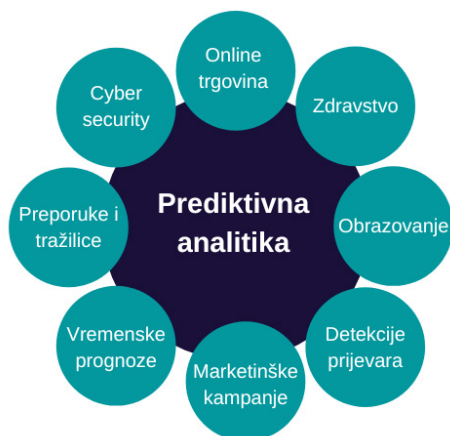 Online
trgovina
Cyber
security
Zdravstvo
Prediktivna
analitika
Preporuke i
tražilice
Obrazovanje
Vremenske
prognoze
Detekcije
prijevara
Marketinške
kampanje